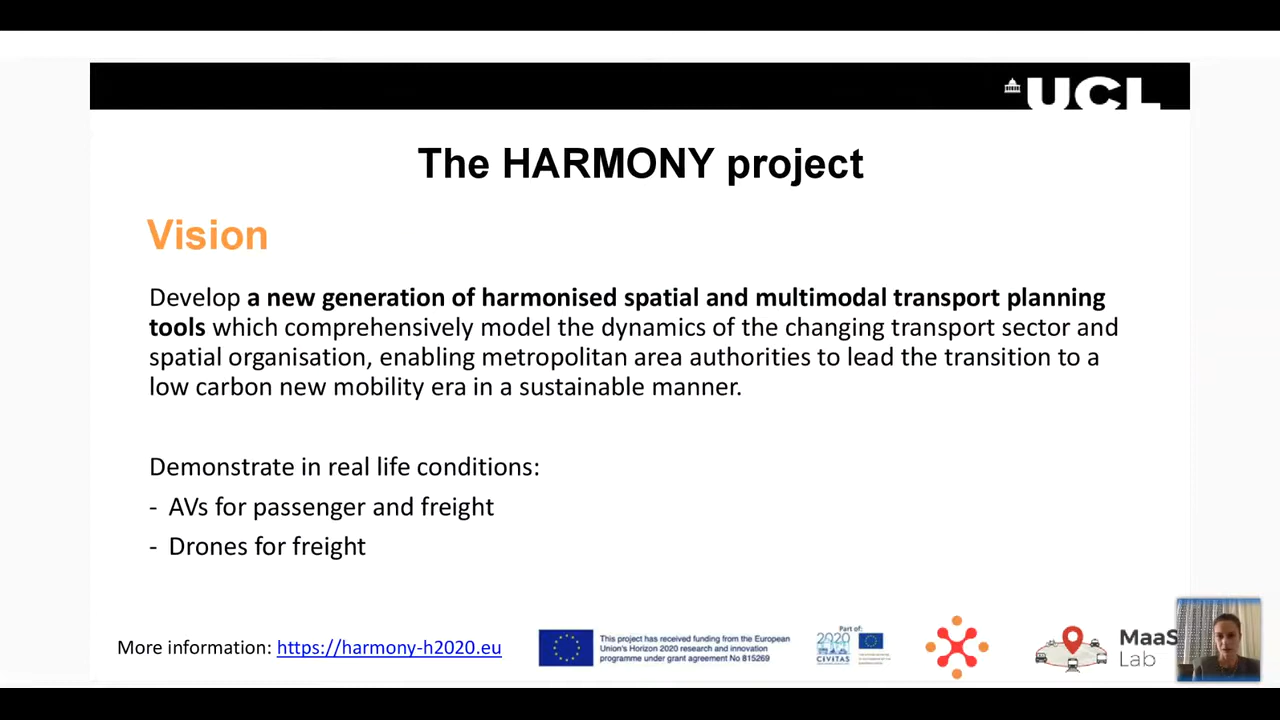 UCL
The HARMONY project
Vision
Develop a new generation of harmonised spatial and multimodal transport planning
tools which comprehensively model the dynamics of the changing transport sector and
spatial organisation, enabling metropolitan area authorities to lead the transition to a
low carbon new mobility era in a sustainable manner.
Demonstrate in real life conditions:
- AVs for passenger and freight
- Drones for freight
More information: https://harmony-h2020.eu
This project has received funding from the European
Union's Horizon 2020 research and innovation
programme under grant agreement No 815269
Part of:
2020
CIVITAS
MaaS
Lab